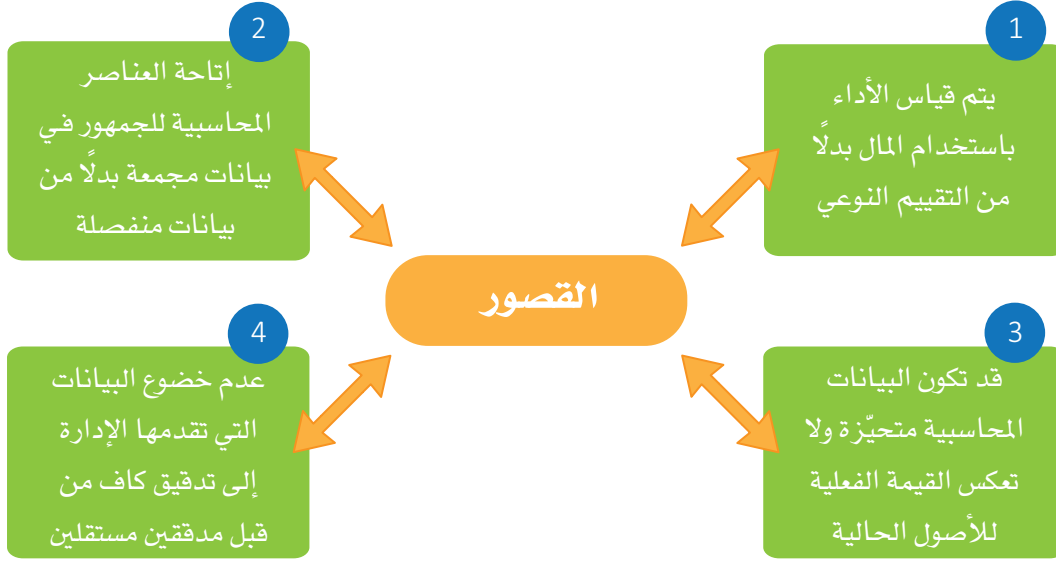 1
يتم قياس الأداء
باستخدام المال بدلًا
من التقييم النوعي
2
إتاحة العناصر
المحاسبية للجمهور في
بيانات مجمعة بدلًا من
بيانات منفصلة
القصور
3
قد تكون البيانات
المحاسبية متحيّزة ولا
تعكس القيمة الفعلية
للأصول الحالية
4
عدم خضوع البيانات
التي تقدمها الإدارة
إلى تدقيق كاف من
قبل مدققين مستقلين